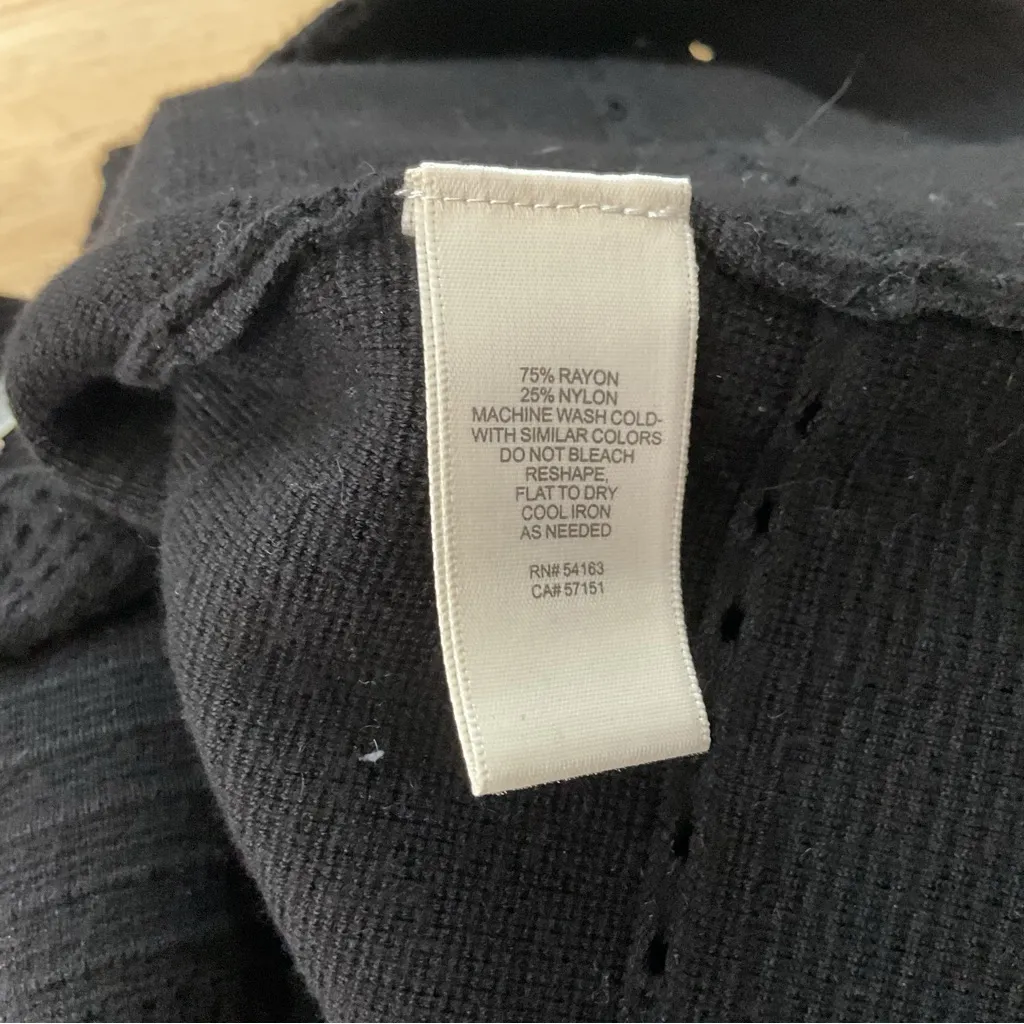 75% RAYON
25% NYLON
MACHINE WASH COLD-
WITH SIMILAR COLORS
DO NOT BLEACH
RESHAPE,
FLAT TO DRY
COOL IRON
AS NEEDED
RN# 54163
CA# 57151